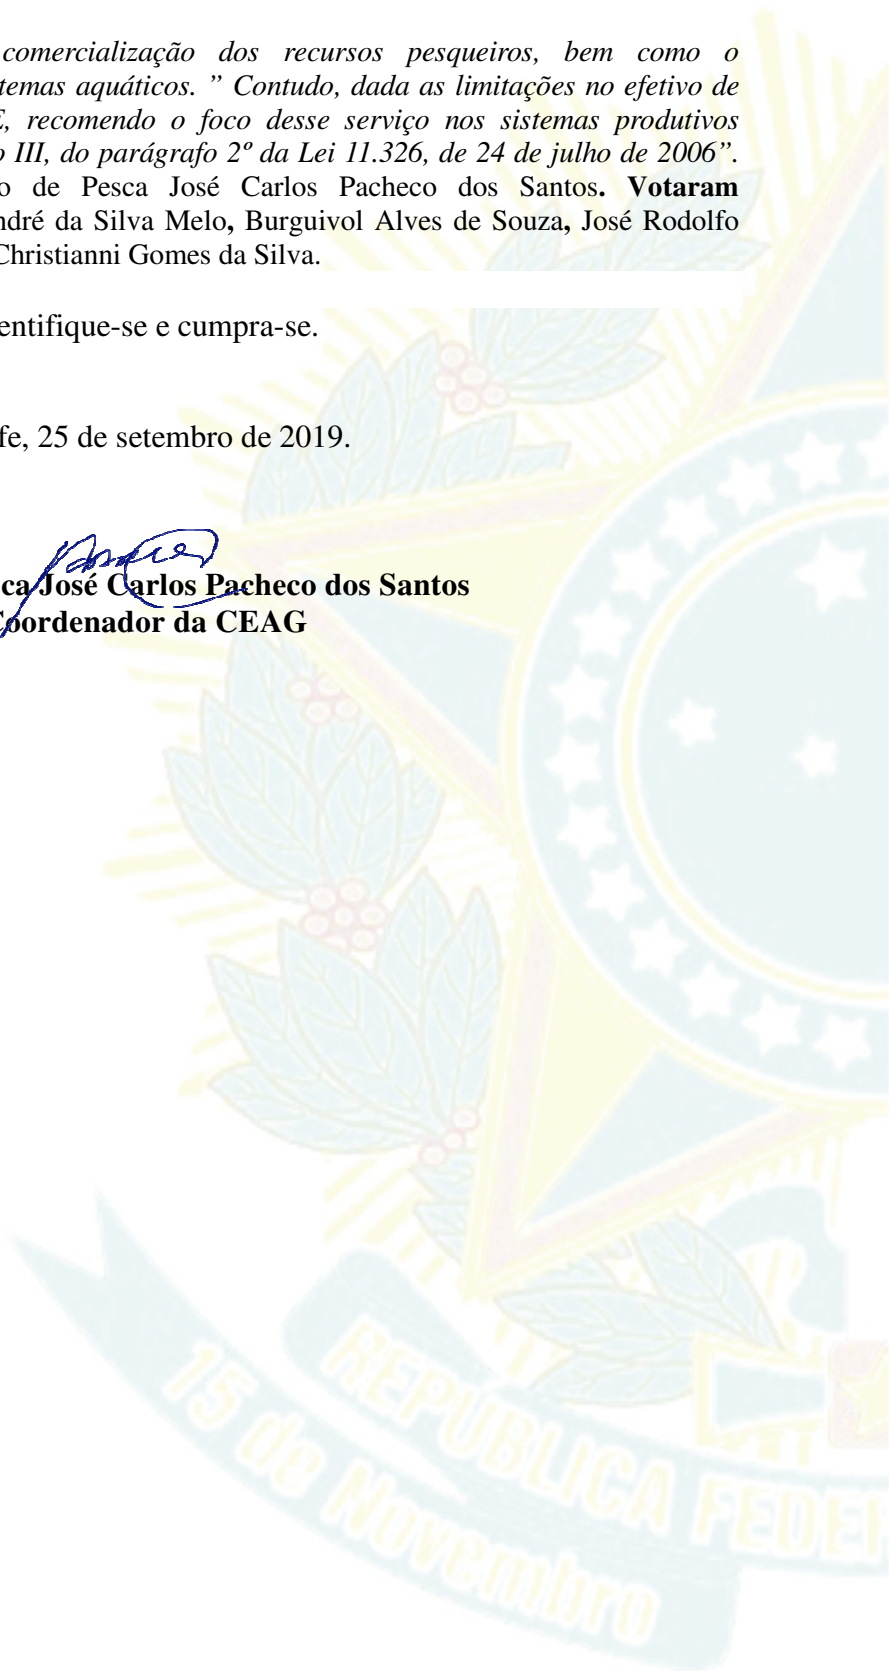 comercialização dos recursos pesqueiros, bem como o
temas aquáticos. ” Contudo, dada as limitações no efetivo de
E, recomendo o foco desse serviço nos sistemas produtivos
o III, do parágrafo 2º da Lei 11.326, de 24 de julho de 2006”.
o de Pesca José Carlos Pacheco dos Santos. Votaram
ndré da Silva Melo, Burguivol Alves de Souza, José Rodolfo
Christianni Gomes da Silva.
entifique-se e cumpra-se.
fe, 25 de setembro de 2019.
ca José Carlos Pacheco dos Santos
Coordenador da CEAG
REPÚBLICA FEDER
15 de Novembro